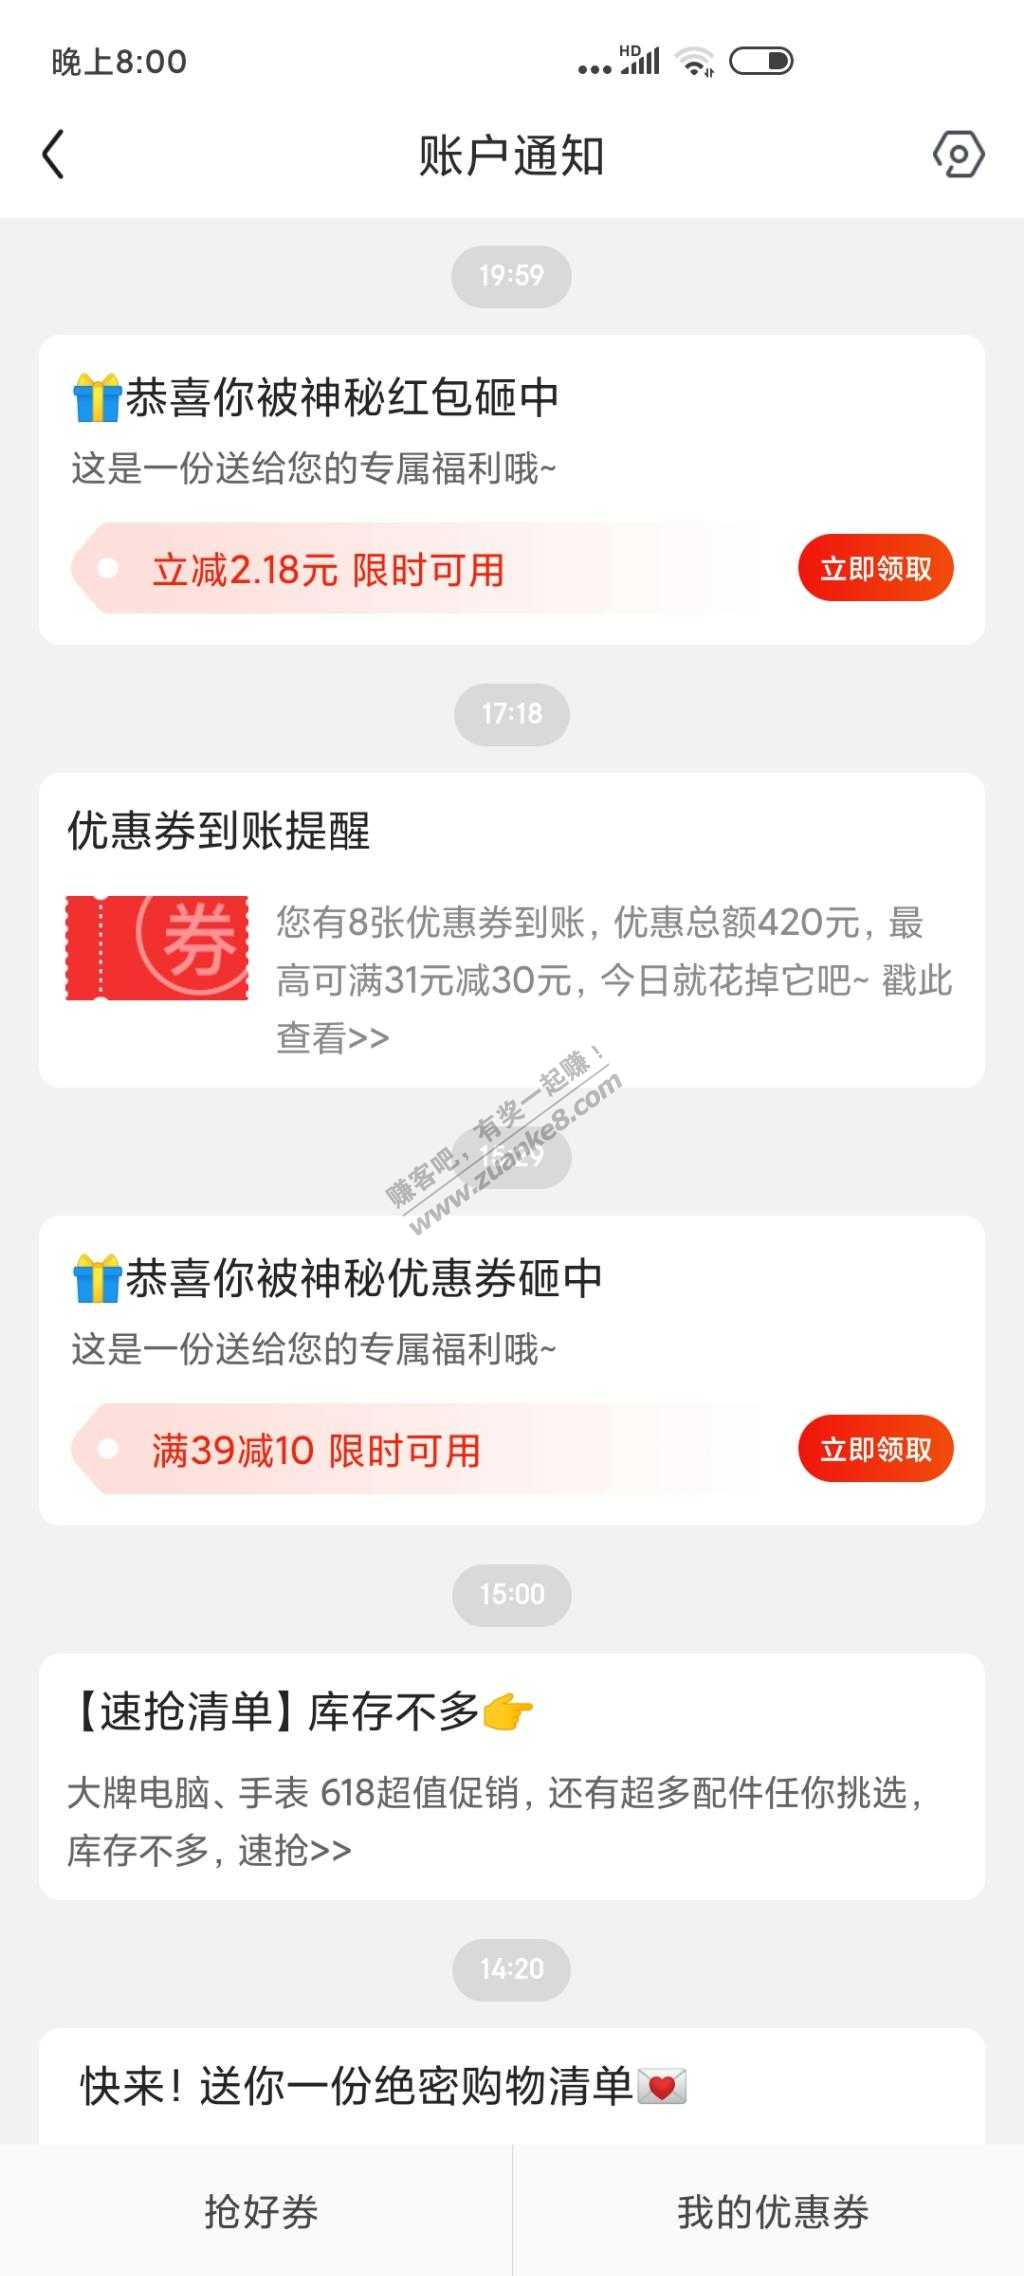 晚上8:00
HD
账户通知
19:59
🎁恭喜你被神秘红包砸中
这是一份送给您的专属福利哦~
立减2.18元 限时可用
立即领取
17:18
优惠券到账提醒
券
您有8张优惠券到账, 优惠总额420元, 最
高可满31元减30元, 今日就花掉它吧~ 戳此
查看>>
赚客吧，有奖一起赚！
www.zuanke8.com
🎁恭喜你被神秘优惠券砸中
这是一份送给您的专属福利哦~
满39减10 限时可用
立即领取
15:00
【速抢清单】库存不多👉
大牌电脑、手表 618超值促销, 还有超多配件任你挑选,
库存不多, 速抢>>
14:20
快来! 送你一份绝密购物清单💌
抢好券
我的优惠券